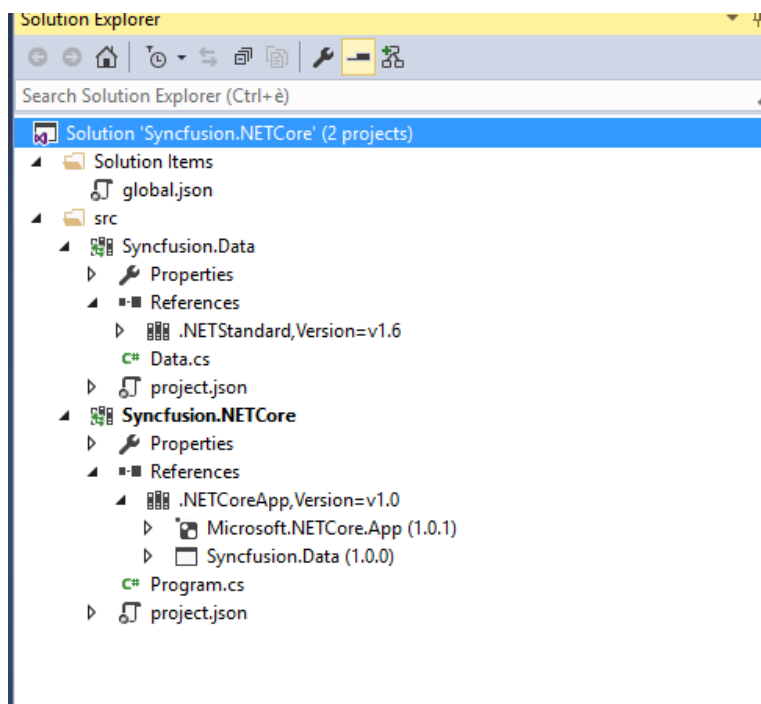 Solution Explorer
Search Solution Explorer (Ctrl+è)
Solution 'Syncfusion.NETCore' (2 projects)
Solution Items
global.json
src
Syncfusion.Data
Properties
References
.NETStandard,Version=v1.6
C# Data.cs
project.json
Syncfusion.NETCore
Properties
References
.NETCoreApp,Version=v1.0
Microsoft.NETCore.App (1.0.1)
Syncfusion.Data (1.0.0)
C# Program.cs
project.json